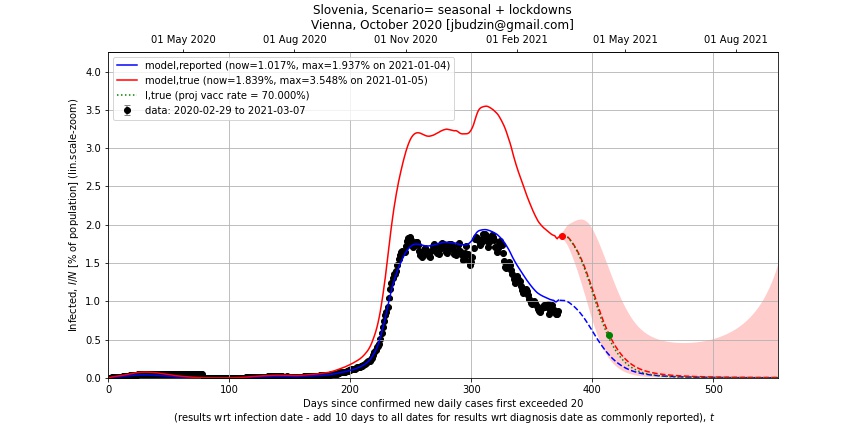 Slovenia, Scenario= seasonal + lockdowns
Vienna, October 2020 [jbudzin@gmail.com]
01 May 2020 01 Aug 2020 01 Nov 2020 01 Feb 2021 01 May 2021 01 Aug 2021
model,reported (now=1.017%, max=1.937% on 2021-01-04)
model,true (now=1.839%, max=3.548% on 2021-01-05)
I,true (proj vacc rate = 70.000%)
data: 2020-02-29 to 2021-03-07
Infected, I/N [% of population] (lin.scale-zoom)
4.0
3.5
3.0
2.5
2.0
1.5
1.0
0.5
0.0
0 100 200 300 400 500
Days since confirmed new daily cases first exceeded 20
(results wrt infection date - add 10 days to all dates for results wrt diagnosis date as commonly reported), t